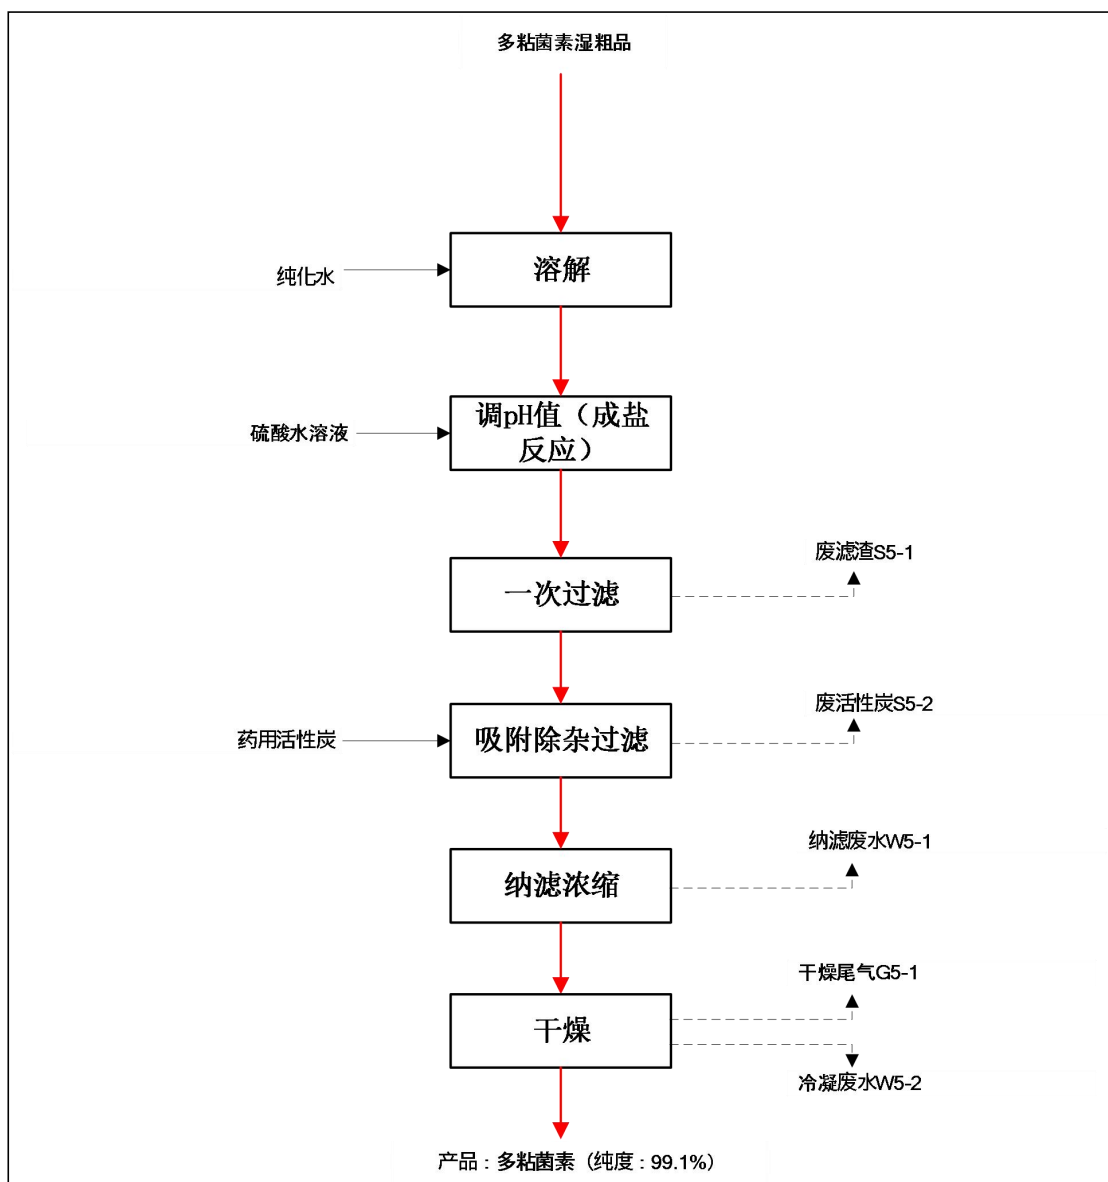 多粘菌素湿粗品
纯化水
溶解
硫酸水溶液
调pH值（成盐
反应）
一次过滤
废滤渣S5-1
药用活性炭
吸附除杂过滤
废活性炭S5-2
纳滤浓缩
纳滤废水W5-1
干燥
干燥尾气G5-1
冷凝废水W5-2
产品：多粘菌素（纯度：99.1%）